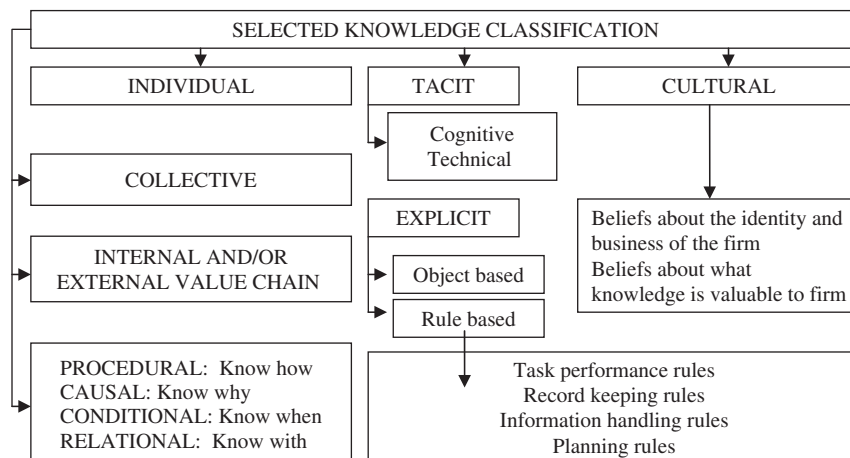 SELECTED KNOWLEDGE CLASSIFICATION
INDIVIDUAL
TACIT
CULTURAL
Cognitive
Technical
COLLECTIVE
EXPLICIT
Beliefs about the identity and
business of the firm
Beliefs about what
knowledge is valuable to firm
INTERNAL AND/OR
EXTERNAL VALUE CHAIN
Object based
Rule based
PROCEDURAL: Know how
CAUSAL: Know why
CONDITIONAL: Know when
RELATIONAL: Know with
Task performance rules
Record keeping rules
Information handling rules
Planning rules